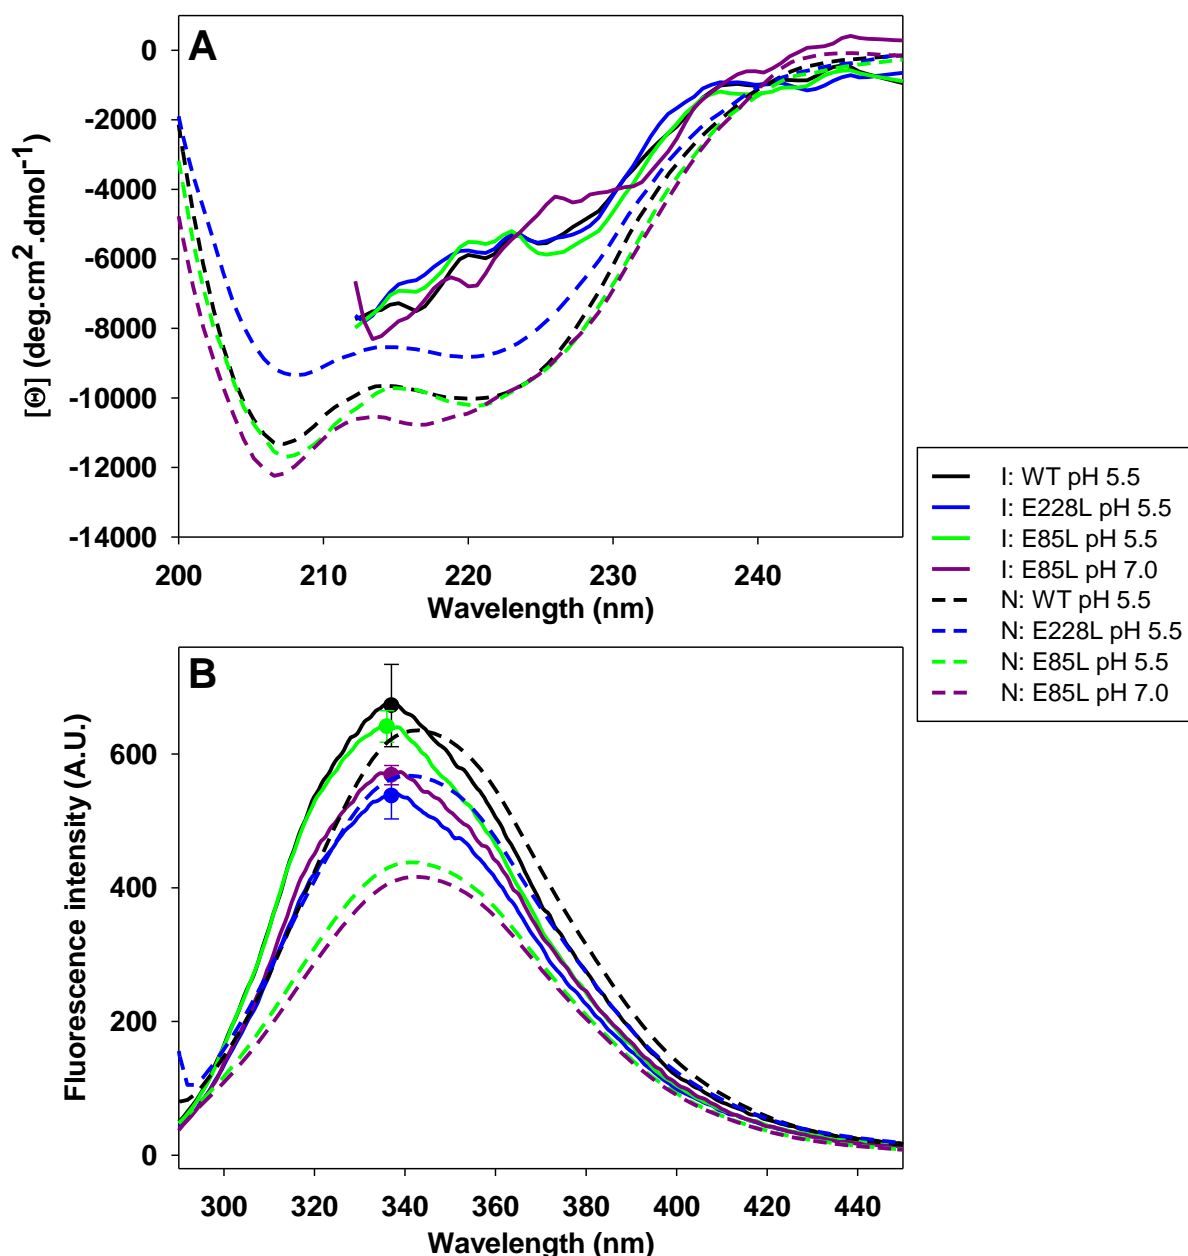 A
0
-2000
-4000
-6000
-8000
-10000
-12000
-14000
[Θ] (deg.cm².dmol⁻¹)
200 210 220 230 240
Wavelength (nm)
I: WT pH 5.5
I: E228L pH 5.5
I: E85L pH 5.5
I: E85L pH 7.0
N: WT pH 5.5
N: E228L pH 5.5
N: E85L pH 5.5
N: E85L pH 7.0
B
600
400
200
0
Fluorescence intensity (A.U.)
300 320 340 360 380 400 420 440
Wavelength (nm)